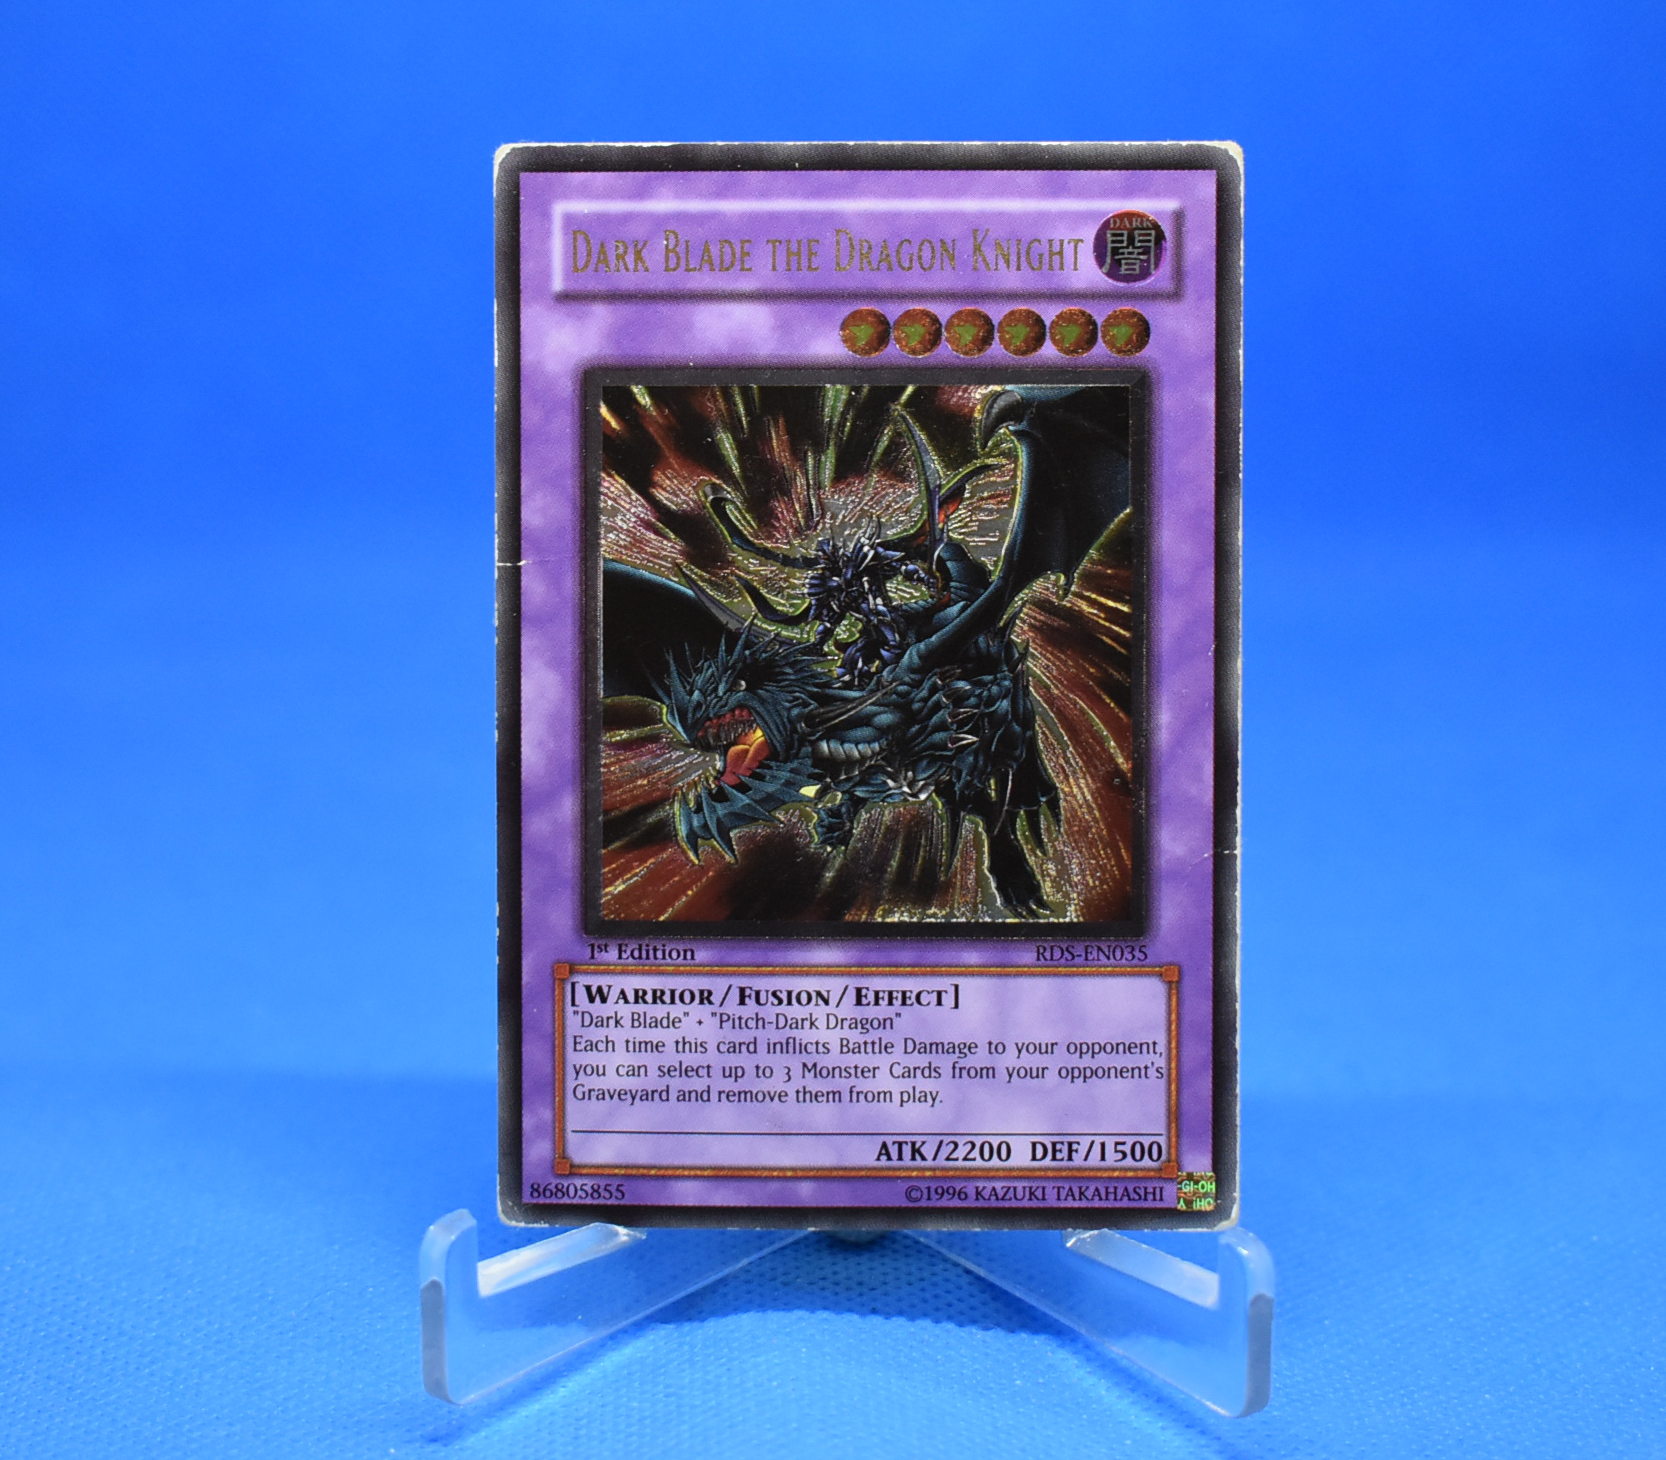 DARK BLADE THE DRAGON KNIGHT
DARK
闇
1st Edition
RDS-EN035
[WARRIOR/FUSION/EFFECT]
"Dark Blade" + "Pitch-Dark Dragon"
Each time this card inflicts Battle Damage to your opponent,
you can select up to 3 Monster Cards from your opponent's
Graveyard and remove them from play.
ATK/2200 DEF/1500
86805855
©1996 KAZUKI TAKAHASHI
-GI-OH